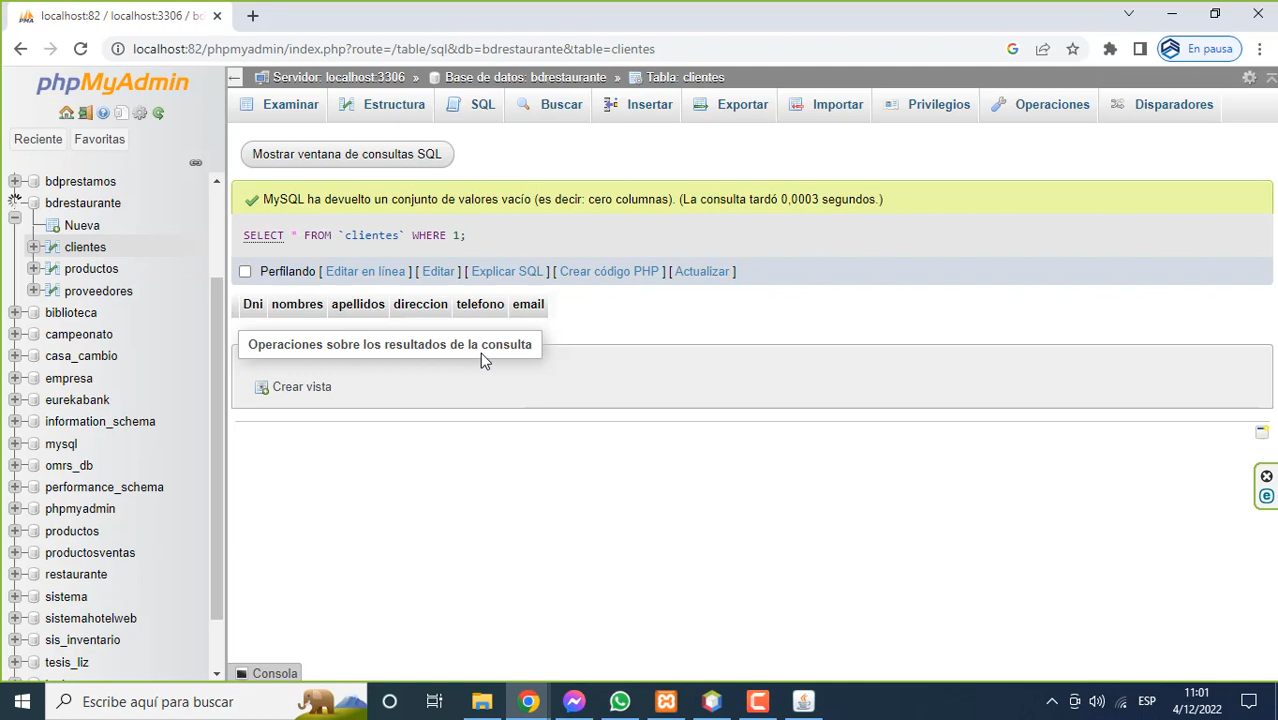 localhost:82 / localhost:3306 / b
localhost:82/phpmyadmin/index.php?route=/table/sql&db=bdrestaurante&table=clientes
En pausa
phpMyAdmin
Reciente
Favoritas
bdprestamos
bdrestaurante
Nueva
clientes
productos
proveedores
biblioteca
campeonato
casa_cambio
empresa
eurekabank
information_schema
mysql
omrs_db
performance_schema
phpmyadmin
productos
productosventas
restaurante
sistema
sistemahotelweb
sis_inventario
tesis_liz
Servidor: localhost:3306 Base de datos: bdrestaurante Tabla: clientes
Examinar Estructura SQL Buscar Insertar Exportar Importar Privilegios Operaciones Disparadores
Mostrar ventana de consultas SQL
MySQL ha devuelto un conjunto de valores vacío (es decir: cero columnas). (La consulta tardó 0,0003 segundos.)
SELECT * FROM `clientes` WHERE 1;
Perfilando [ Editar en línea ] [ Editar ] [ Explicar SQL ] [ Crear código PHP ] [ Actualizar ]
Dni nombres apellidos direccion telefono email
Operaciones sobre los resultados de la consulta
Crear vista
Consola
Escribe aquí para buscar
ESP
11:01
4/12/2022